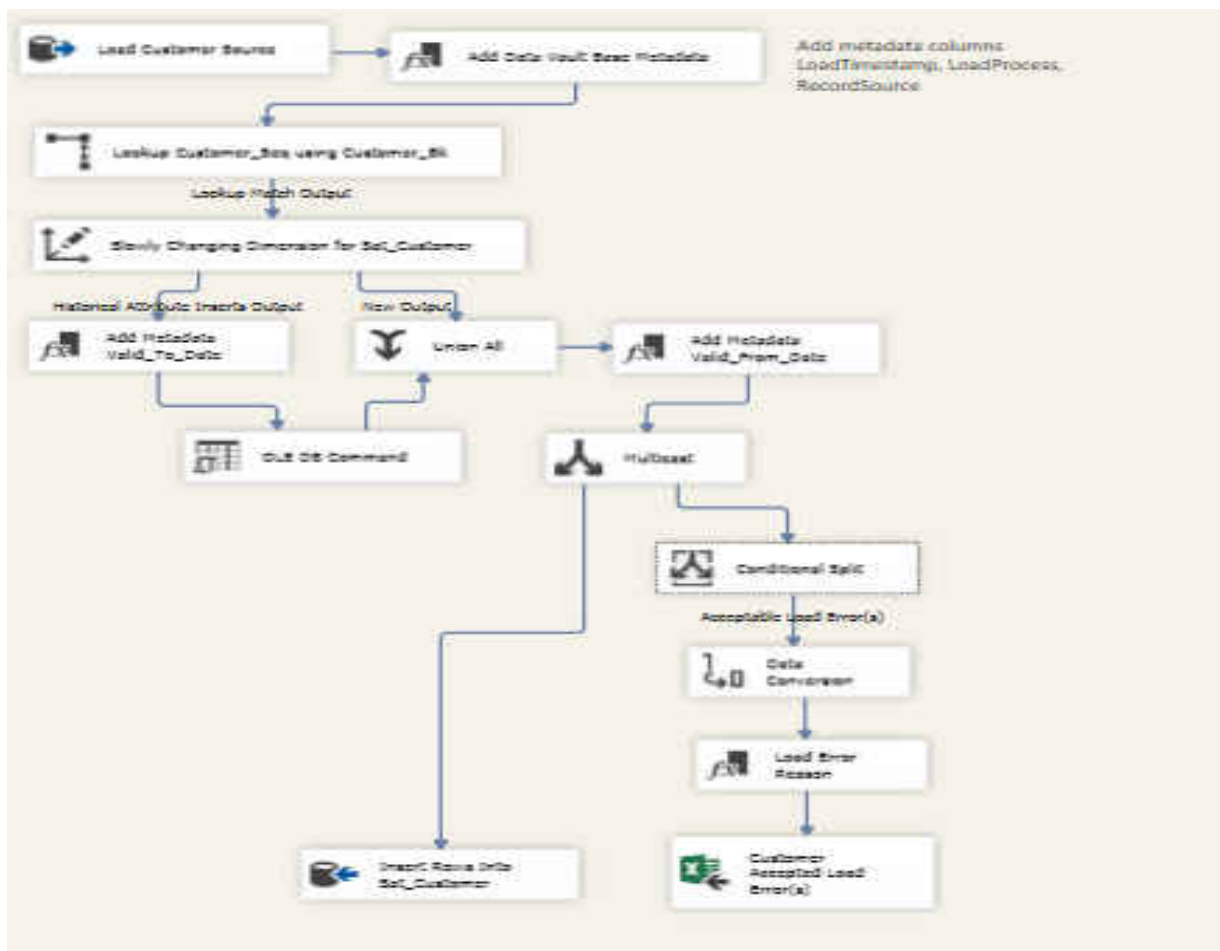 Load Customer Source
Add Data Vault Base Metadata
Add metadata columns
LoadTimestamp, LoadProcess,
RecordSource
Lookup Customer_Seq using Customer_Bk
Lookup Match Output
Slowly Changing Dimension for Sat_Customer
Historical Attribute Inserts Output
New Output
Add Metadata
Valid_To_Date
Union All
Add Metadata
Valid_From_Date
OLE DB Command
Multicast
Conditional Split
Acceptable Load Error(s)
Data
Conversion
Load Error
Reason
Insert Rows Into
Sat_Customer
Customer
Accepted Load
Error(s)